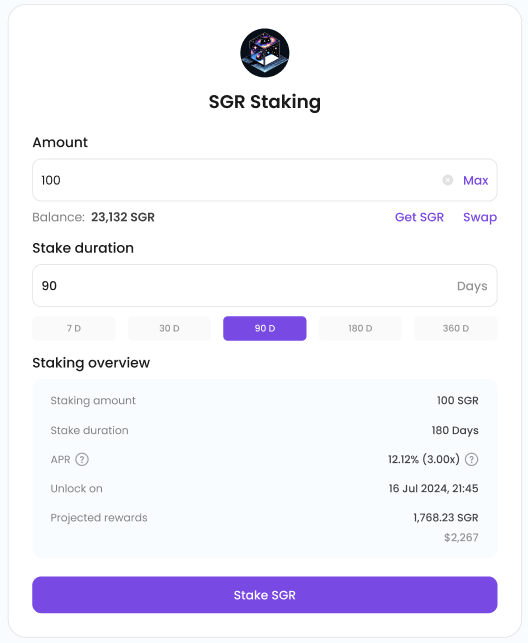 SGR Staking
Amount
100 Max
Balance: 23,132 SGR Get SGR Swap
Stake duration
90 Days
7 D 30 D 90 D 180 D 360 D
Staking overview
Staking amount 100 SGR
Stake duration 180 Days
APR ? 12.12% (3.00x) ?
Unlock on 16 Jul 2024, 21:45
Projected rewards 1,768.23 SGR
$2,267
Stake SGR